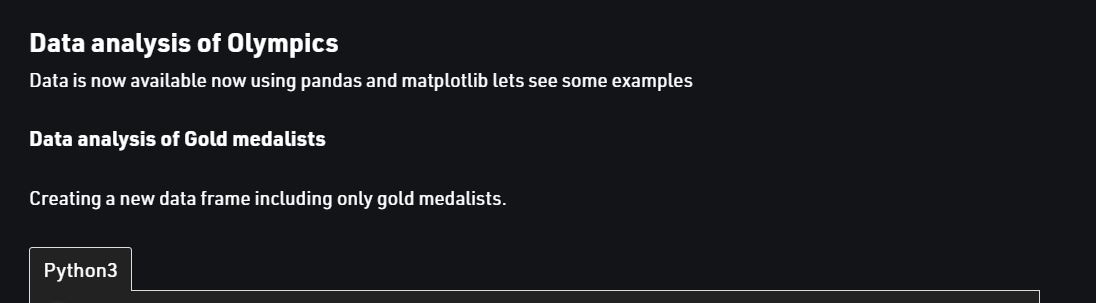 Data analysis of Olympics
Data is now available now using pandas and matplotlib lets see some examples
Data analysis of Gold medalists
Creating a new data frame including only gold medalists.
Python3